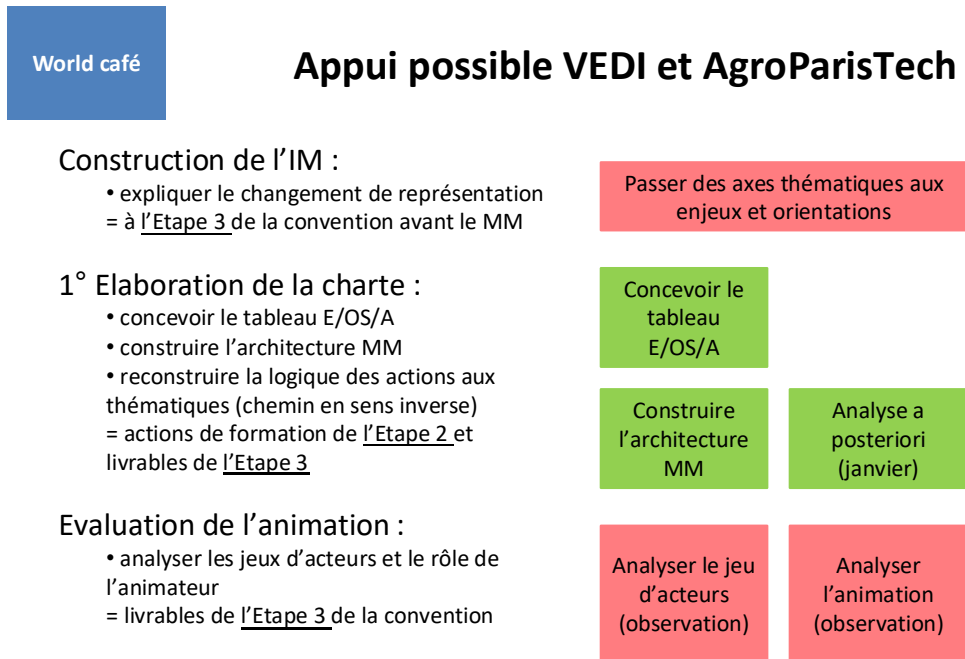 World café
Appui possible VEDI et AgroParisTech
Construction de l’IM :
• expliquer le changement de représentation
= à l’Etape 3 de la convention avant le MM
Passer des axes thématiques aux
enjeux et orientations
1° Elaboration de la charte :
• concevoir le tableau E/OS/A
• construire l’architecture MM
• reconstruire la logique des actions aux
thématiques (chemin en sens inverse)
= actions de formation de l’Etape 2 et
livrables de l’Etape 3
Concevoir le
tableau
E/OS/A
Construire
l’architecture
MM
Analyse a
posteriori
(janvier)
Evaluation de l’animation :
• analyser les jeux d’acteurs et le rôle de
l’animateur
= livrables de l’Etape 3 de la convention
Analyser le jeu
d’acteurs
(observation)
Analyser
l’animation
(observation)